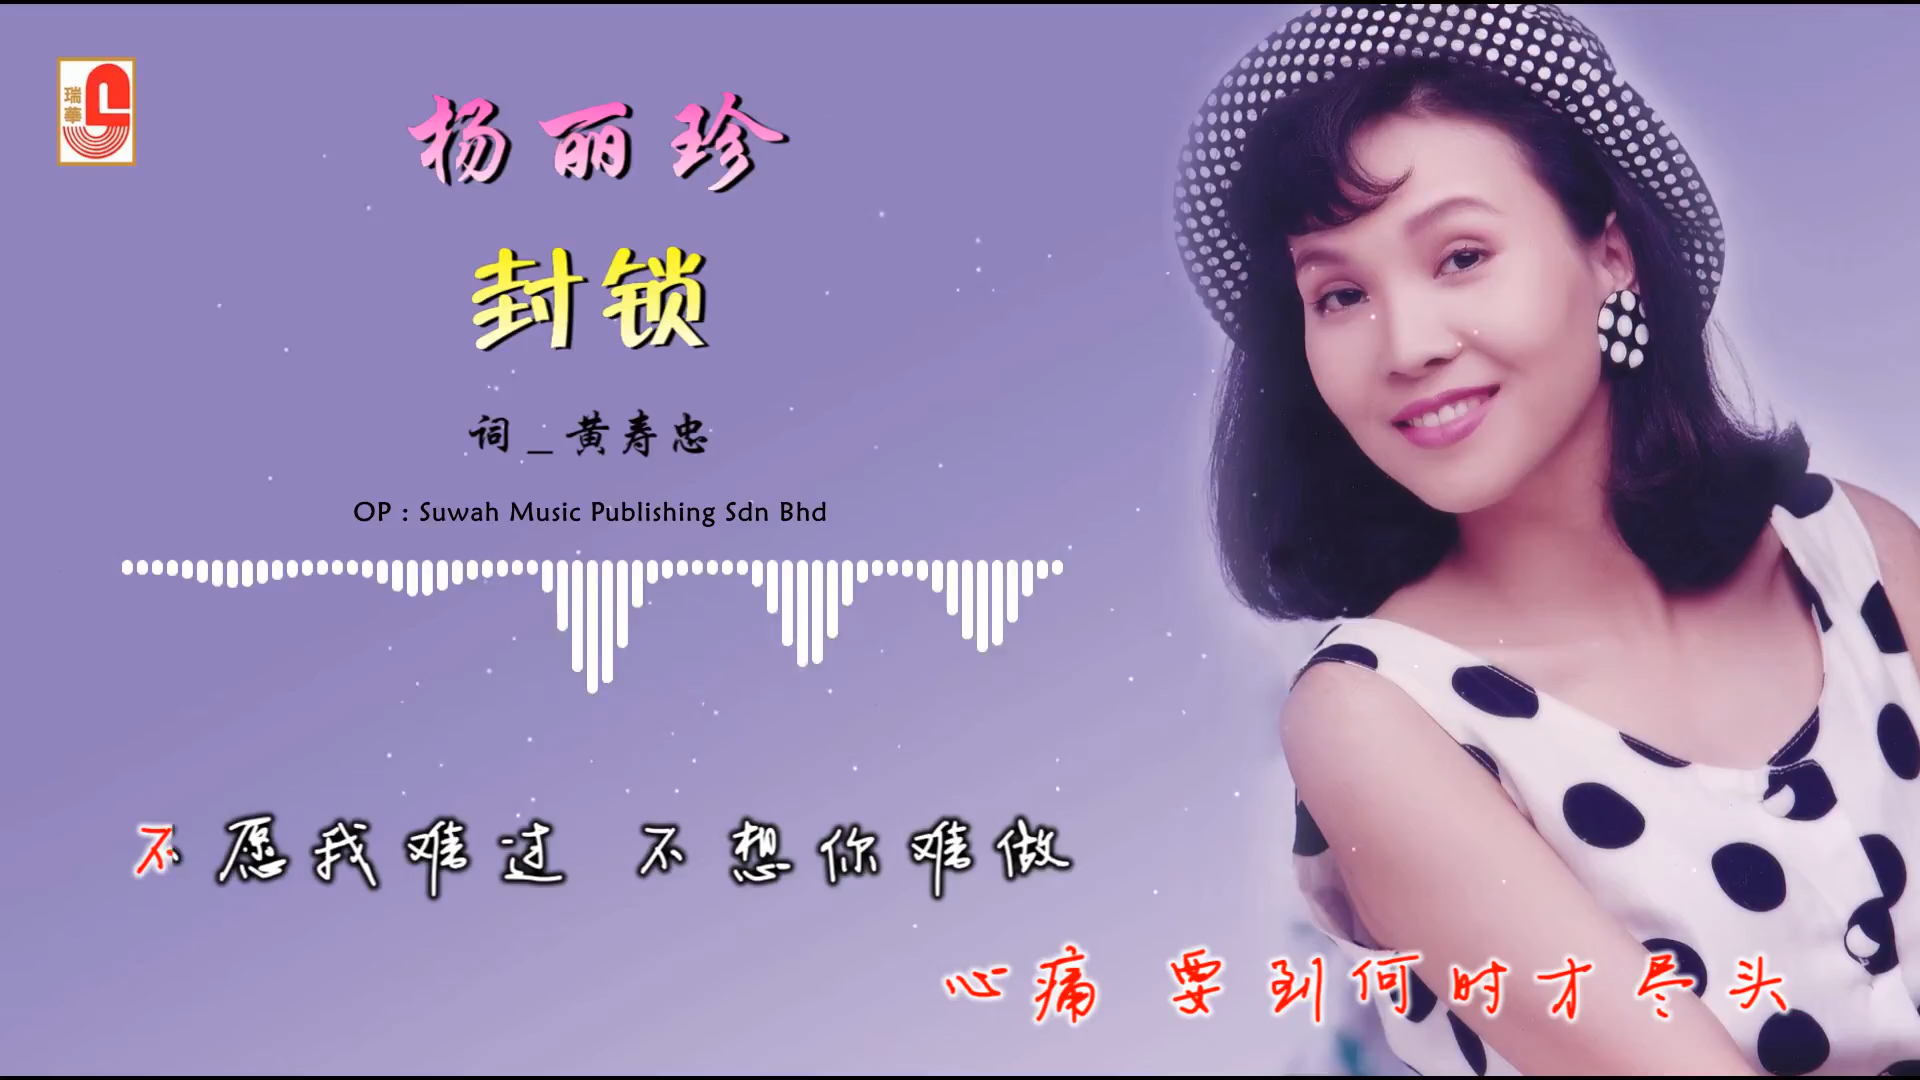 瑞華
杨丽珍
封锁
词_黄寿忠
OP : Suwah Music Publishing Sdn Bhd
不愿我难过 不想你难做
心痛 要到何时才尽头